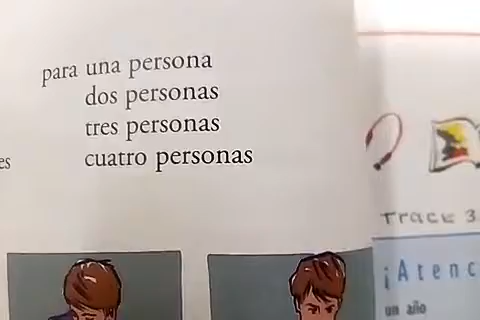 para una persona
dos personas
tres personas
cuatro personas
es
Track 3
¡Atenc
un año